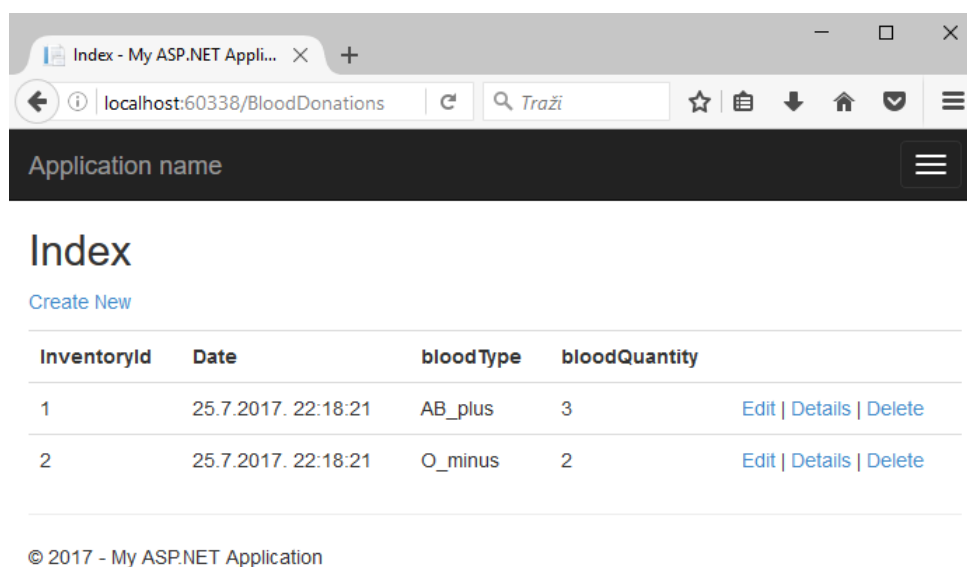 Index - My ASP.NET Appli...
localhost:60338/BloodDonations Traži
Application name
Index
Create New
InventoryId Date bloodType bloodQuantity
1 25.7.2017. 22:18:21 AB_plus 3 Edit | Details | Delete
2 25.7.2017. 22:18:21 O_minus 2 Edit | Details | Delete
© 2017 - My ASP.NET Application